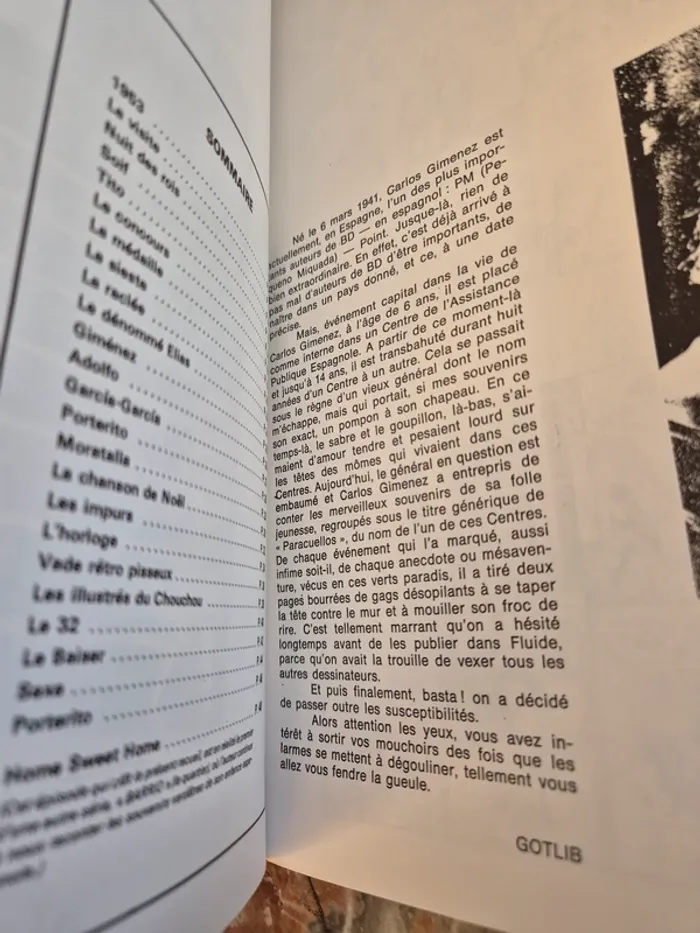 SOMMAIRE
1963
La visite
Nuit des rois
Soif
Tito
Le concours
La médaille
La sieste
La raclée
Le dénommé Elias
Giménez
Adolfo
García-García
Porterito
Moratalla
La chanson de Noël
Les impurs
L'horloge
Vade rétro pisseux
Les illustrés du Chouchou
Le 32
Le Baiser
Sexe
Porterito
Home Sweet Home
Né le 6 mars 1941, Carlos Gimenez est
actuellement, en Espagne, l'un des plus impor-
tants auteurs de BD — en espagnol : PM (Pe-
queno Miquada) — Point. Jusque-là, rien de
bien extraordinaire. En effet, c'est déjà arrivé à
pas mal d'auteurs de BD d'être importants, de
naître dans un pays donné, et ce, à une date
précise.
Mais, événement capital dans la vie de
Carlos Gimenez, à l'âge de 6 ans, il est placé
comme interne dans un Centre de l'Assistance
Publique Espagnole. A partir de ce moment-là
et jusqu'à 14 ans, il est transbahuté durant huit
années d'un Centre à un autre. Cela se passait
sous le règne d'un vieux général dont le nom
m'échappe, mais qui portait, si mes souvenirs
son exact, un pompon à son chapeau. En ce
temps-là, le sabre et le goupillon, là-bas, s'ai-
maient d'amour tendre et pesaient lourd sur
les têtes des mômes qui vivaient dans ces
Centres. Aujourd'hui, le général en question est
embaumé et Carlos Gimenez a entrepris de
conter les merveilleux souvenirs de sa folle
jeunesse, regroupés sous le titre générique de
« Paracuellos », du nom de l'un de ces Centres.
De chaque événement qui l'a marqué, aussi
infime soit-il, de chaque anecdote ou mésaven-
ture, vécus en ces verts paradis, il a tiré deux
pages bourrées de gags désopilants à se taper
la tête contre le mur et à mouiller son froc de
rire. C'est tellement marrant qu'on a hésité
longtemps avant de les publier dans Fluide,
parce qu'on avait la trouille de vexer tous les
autres dessinateurs.
Et puis finalement, basta! on a décidé
de passer outre les susceptibilités.
Alors attention les yeux, vous avez in-
térêt à sortir vos mouchoirs des fois que les
larmes se mettent à dégouliner, tellement vous
allez vous fendre la gueule.
GOTLIB